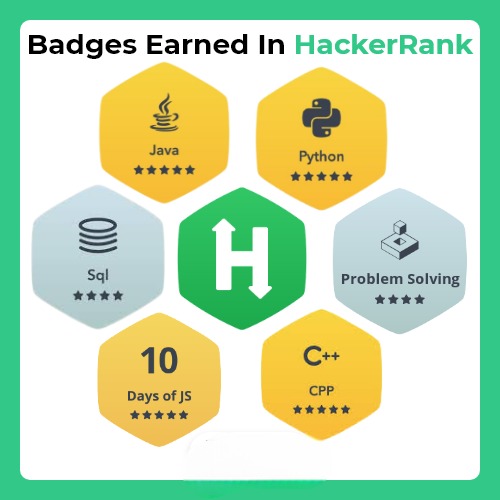 Badges Earned In HackerRank
Java
★★★★★
Python
★★★★★
Sql
★★★★
H
Problem Solving
★★★★
10
Days of JS
★★★★★
C++
CPP
★★★★★